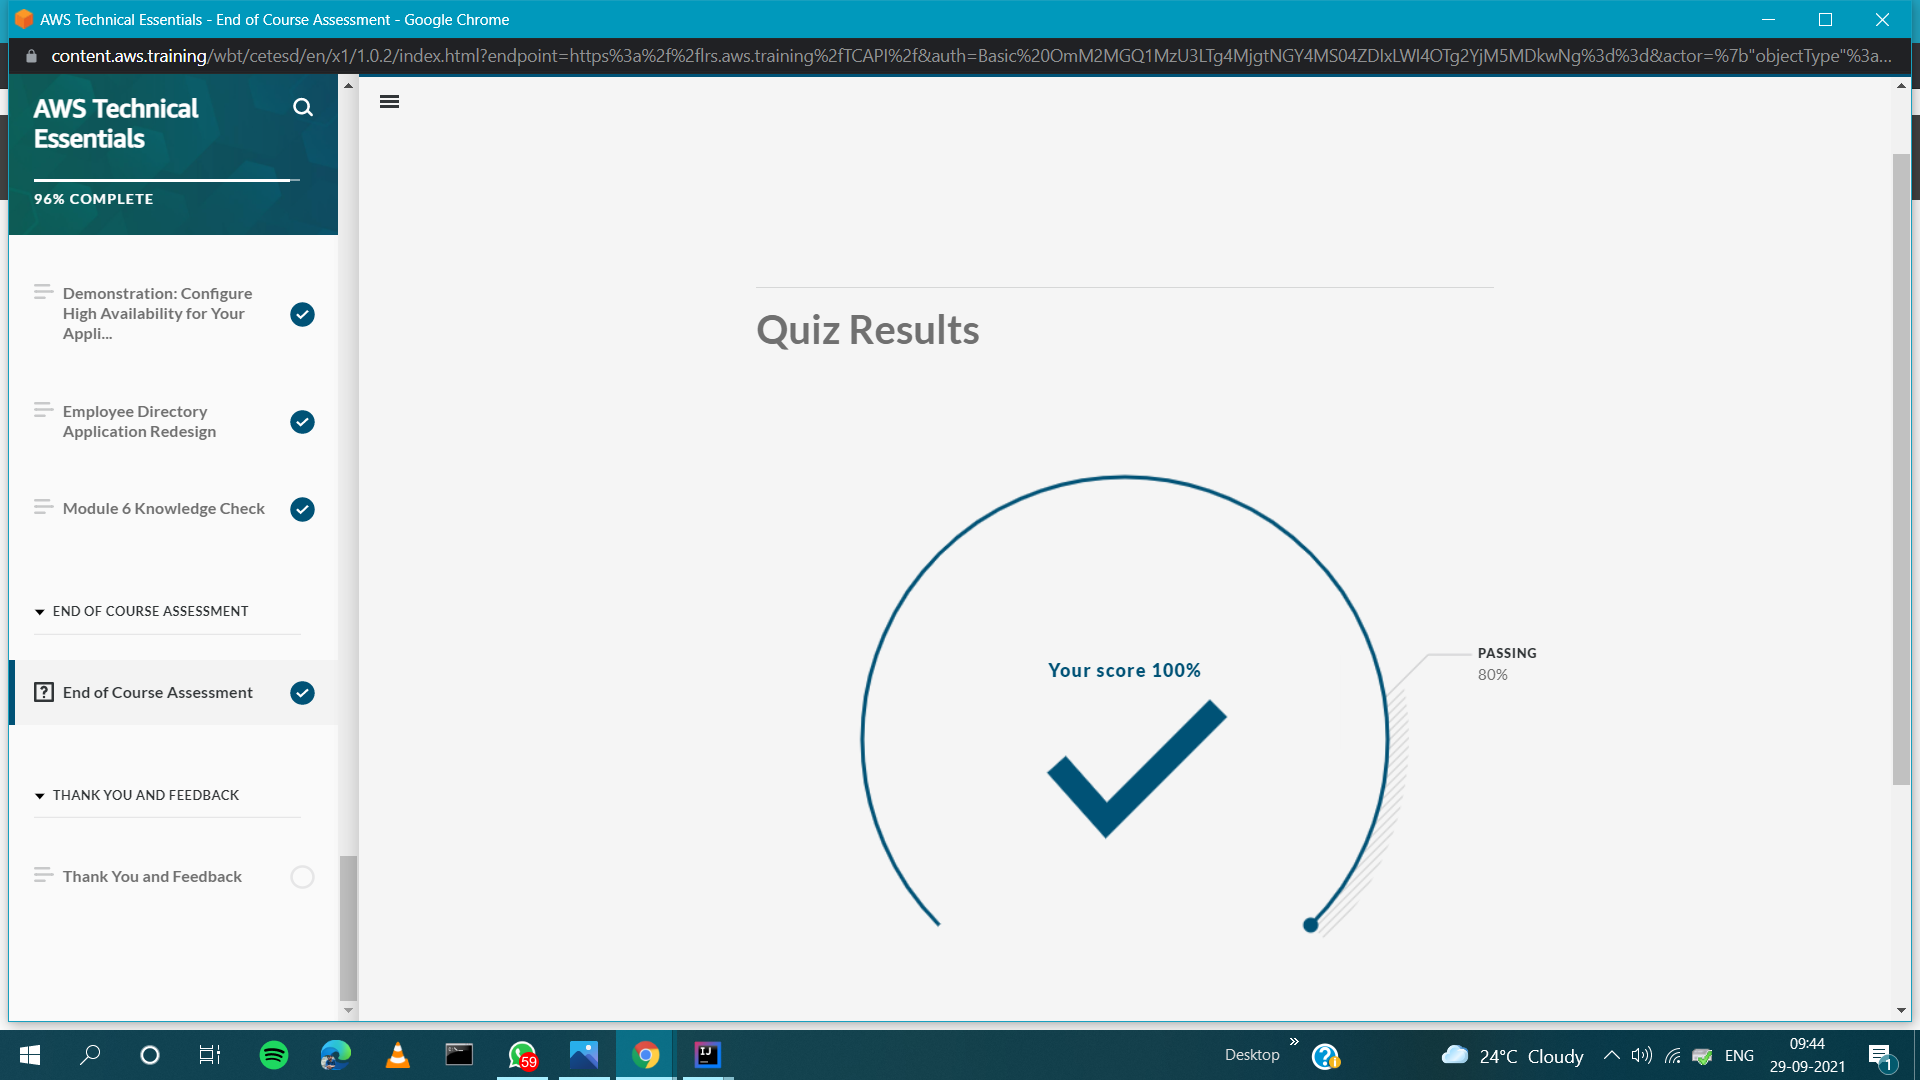 AWS Technical Essentials - End of Course Assessment - Google Chrome
content.aws.training/wbt/cetesd/en/x1/1.0.2/index.html?endpoint=https%3a%2f%2flrs.aws.training%2fTCAPI%2f&auth=Basic%20OmM2MGQ1MzU3LTg4MjgtNGY4MS04ZDIxLWI4OTg2YjM5MDkwNg%3d%3d&actor=%7b"objectType"%3a...
AWS Technical
Essentials
96% COMPLETE
Demonstration: Configure
High Availability for Your
Appli...
Employee Directory
Application Redesign
Module 6 Knowledge Check
END OF COURSE ASSESSMENT
End of Course Assessment
THANK YOU AND FEEDBACK
Thank You and Feedback
Quiz Results
Your score 100%
PASSING
80%
59
IJ
Desktop
24°C Cloudy
ENG
09:44
29-09-2021
1